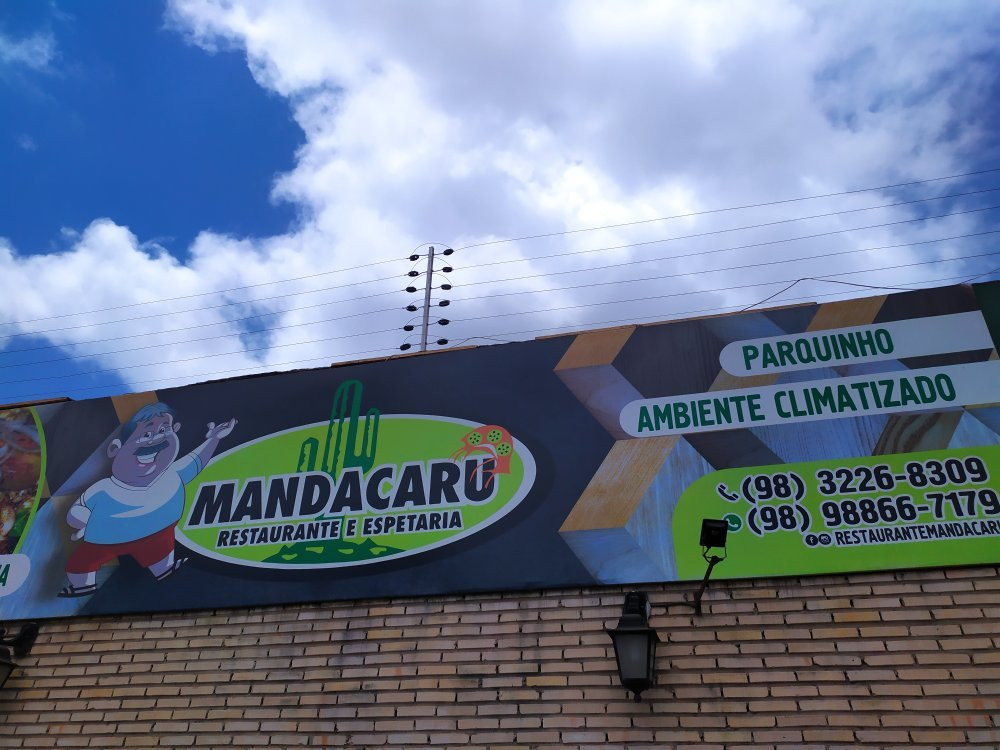 MANDACARU
RESTAURANTE E ESPETARIA
PARQUINHO
AMBIENTE CLIMATIZADO
(98) 3226-8309
(98) 98866-7179
RESTAURANTEMANDACAR